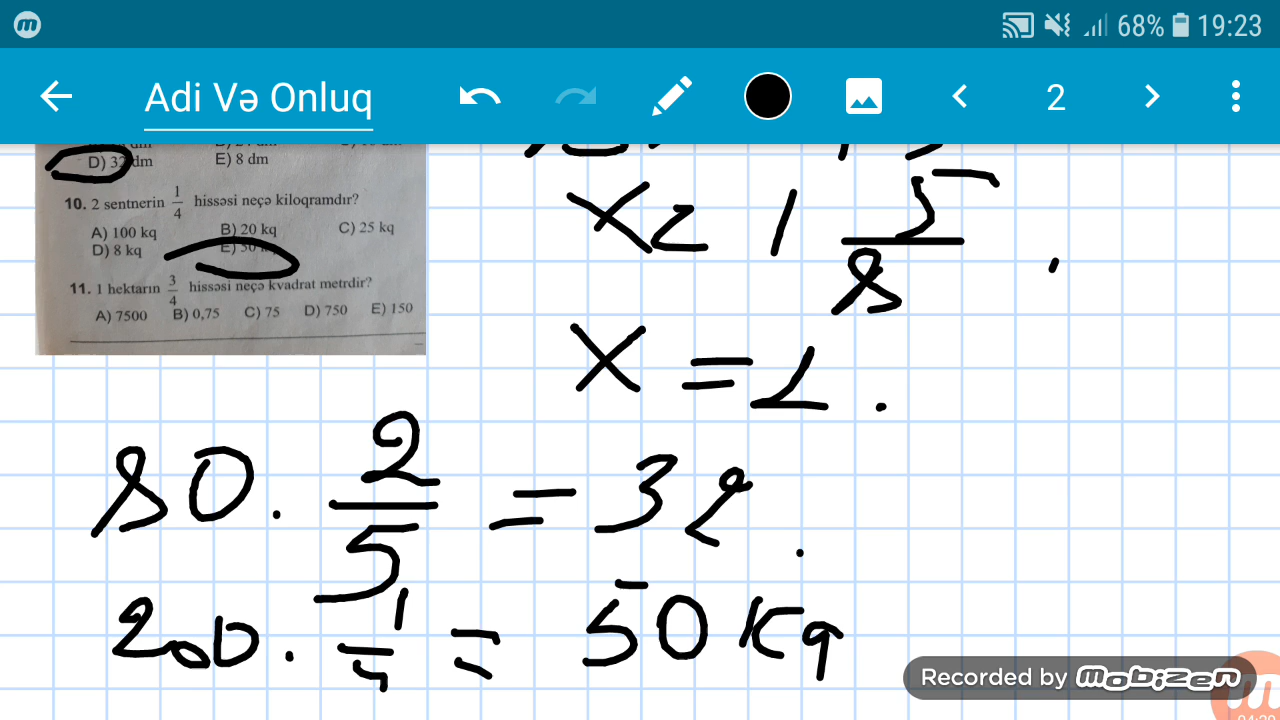 68% 19:23
Adi Və Onluq 2
D) 32 dm E) 8 dm
10. 2 sentnerin 1/4 hissəsi neçə kiloqramdır?
A) 100 kq B) 20 kq C) 25 kq
D) 8 kq E) 50
11. 1 hektarın 3/4 hissəsi neçə kvadrat metrdir?
A) 7500 B) 0,75 C) 75 D) 750 E) 150
x = 1 5/8 .
x = 1 .
80 . 2/5 = 32 .
200 . 1/4 = 50 Kq
Recorded by mobizen